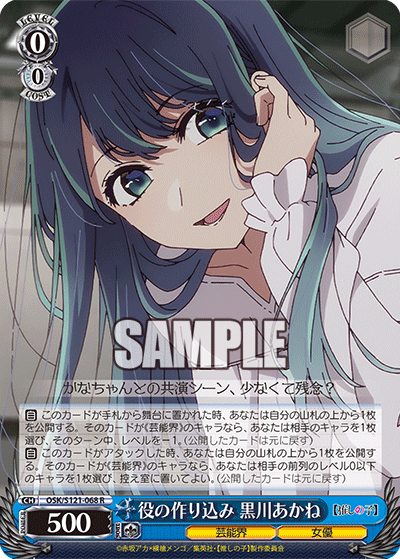 LEVEL
0
0
COST
SAMPLE
かなちゃんとの共演シーン、少なくて残念?
自 このカードが手札から舞台に置かれた時、あなたは自分の山札の上から1枚
を公開する。そのカードが《芸能界》のキャラなら、あなたは相手のキャラを1枚
選び、そのターン中、レベルを-1。(公開したカードは元に戻す)
自 このカードがアタックした時、あなたは自分の山札の上から1枚を公開する。
そのカードが《芸能界》のキャラなら、あなたは相手の前列のレベル0以下
のキャラを1枚選び、控え室に置いてよい。(公開したカードは元に戻す)
CH OSK/S121-068 R
500
役の作り込み 黒川あかね
【推しの子】
芸能界
女優
©赤坂アカ×横槍メンゴ/集英社・【推しの子】製作委員会